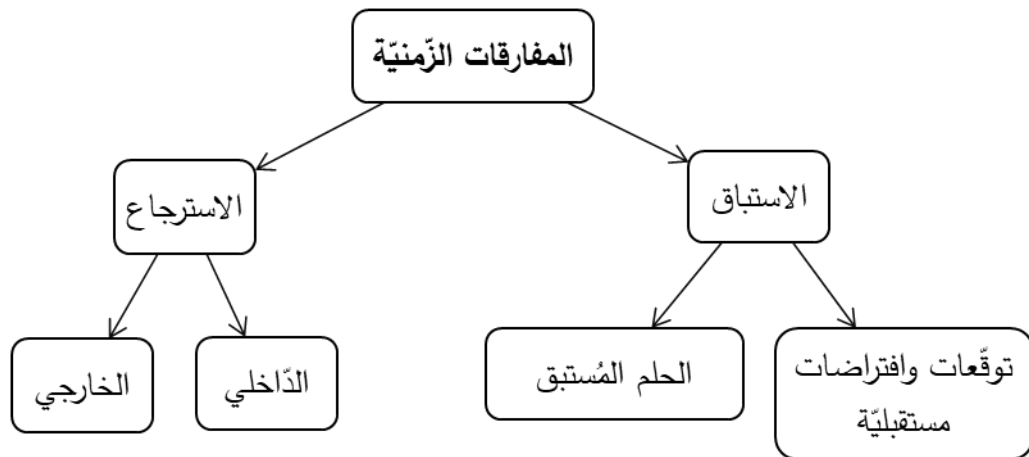 المفارقات الزّمنيّة
الاستباق
الاسترجاع
توقّعات وافتراضات
مستقبليّة
الحلم المُستبق
الدّاخلي
الخارجي